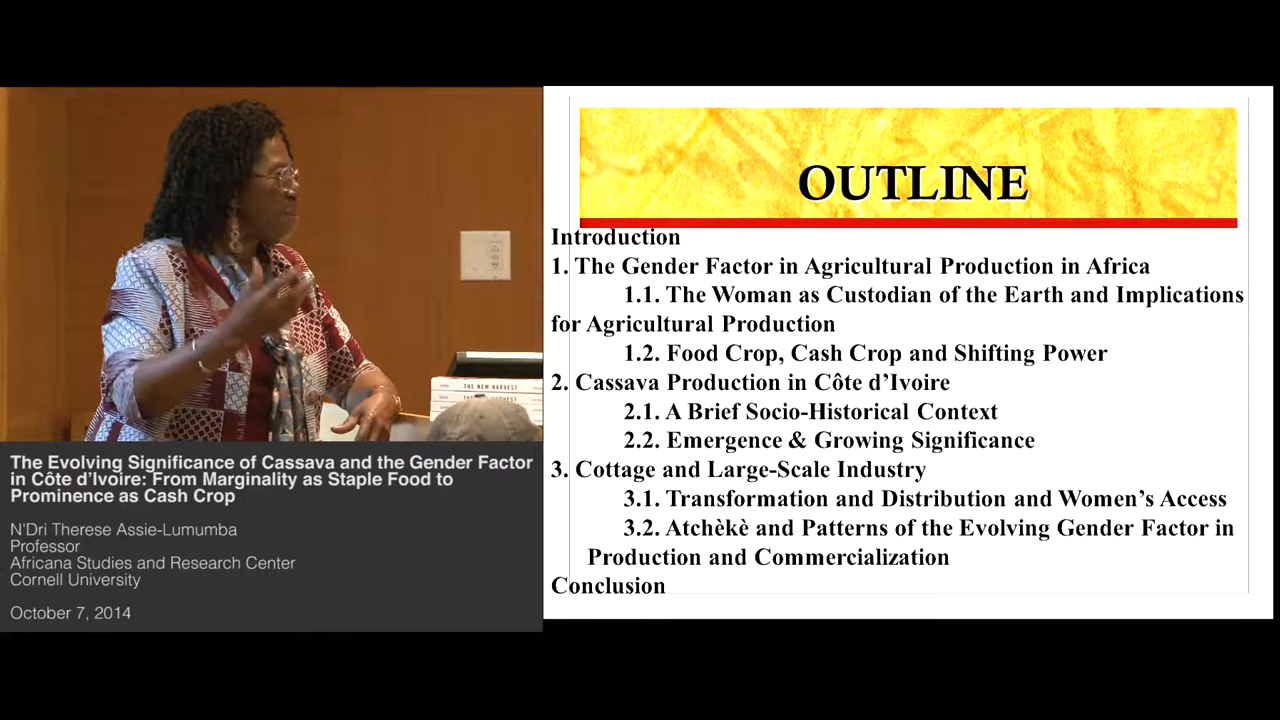 THE NEW HARVEST
The Evolving Significance of Cassava and the Gender Factor
in Côte d'Ivoire: From Marginality as Staple Food to
Prominence as Cash Crop
N'Dri Therese Assie-Lumumba
Professor
Africana Studies and Research Center
Cornell University
October 7, 2014
OUTLINE
Introduction
1. The Gender Factor in Agricultural Production in Africa
1.1. The Woman as Custodian of the Earth and Implications
for Agricultural Production
1.2. Food Crop, Cash Crop and Shifting Power
2. Cassava Production in Côte d’Ivoire
2.1. A Brief Socio-Historical Context
2.2. Emergence & Growing Significance
3. Cottage and Large-Scale Industry
3.1. Transformation and Distribution and Women’s Access
3.2. Atchèkè and Patterns of the Evolving Gender Factor in
Production and Commercialization
Conclusion